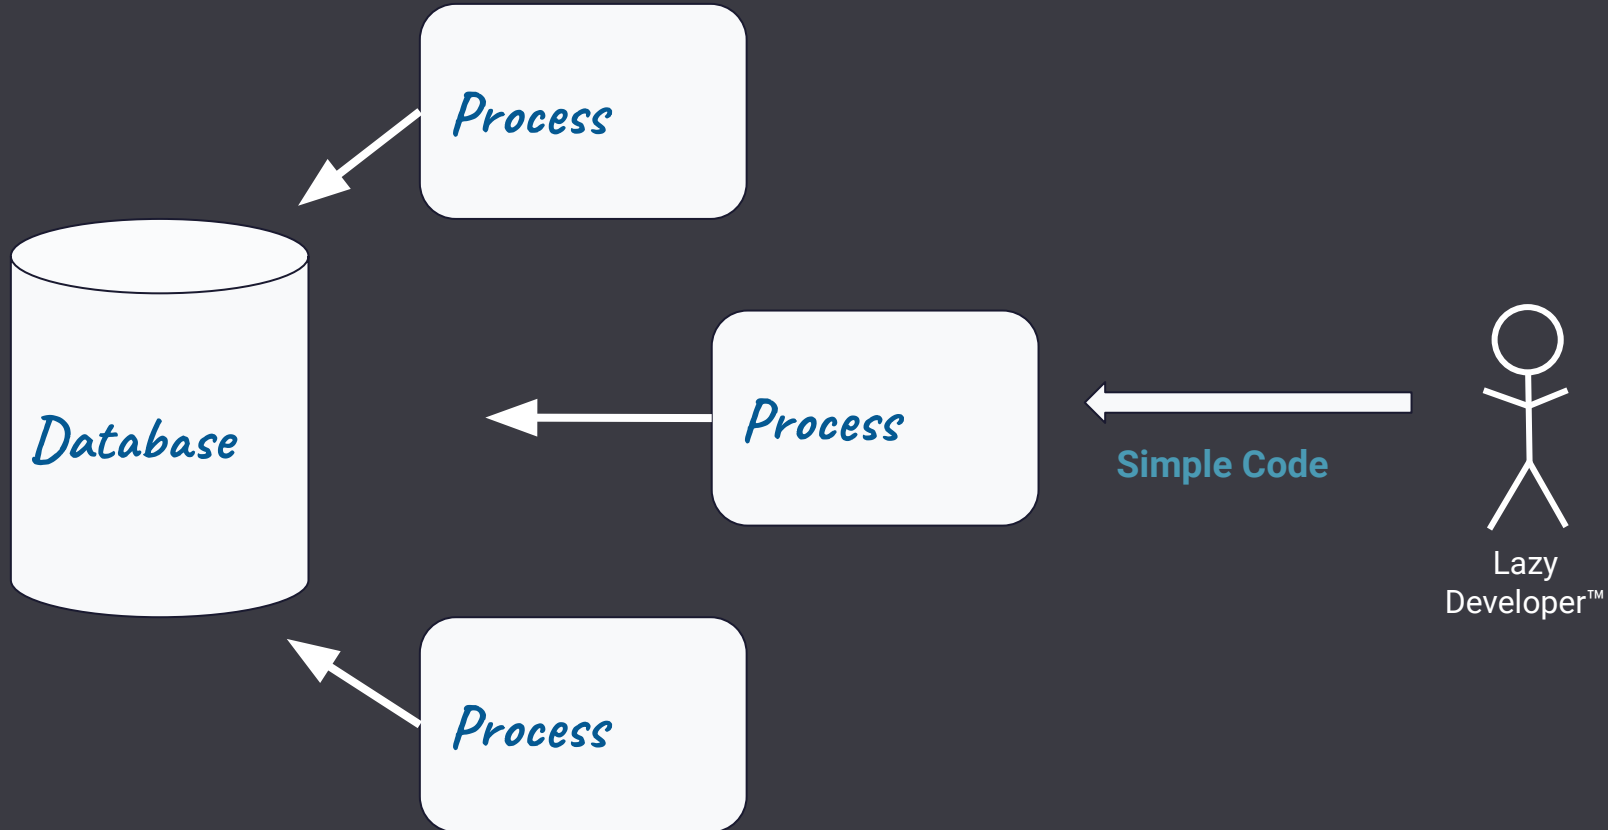 Process
Database
Process
Simple Code
Lazy
Developer™
Process